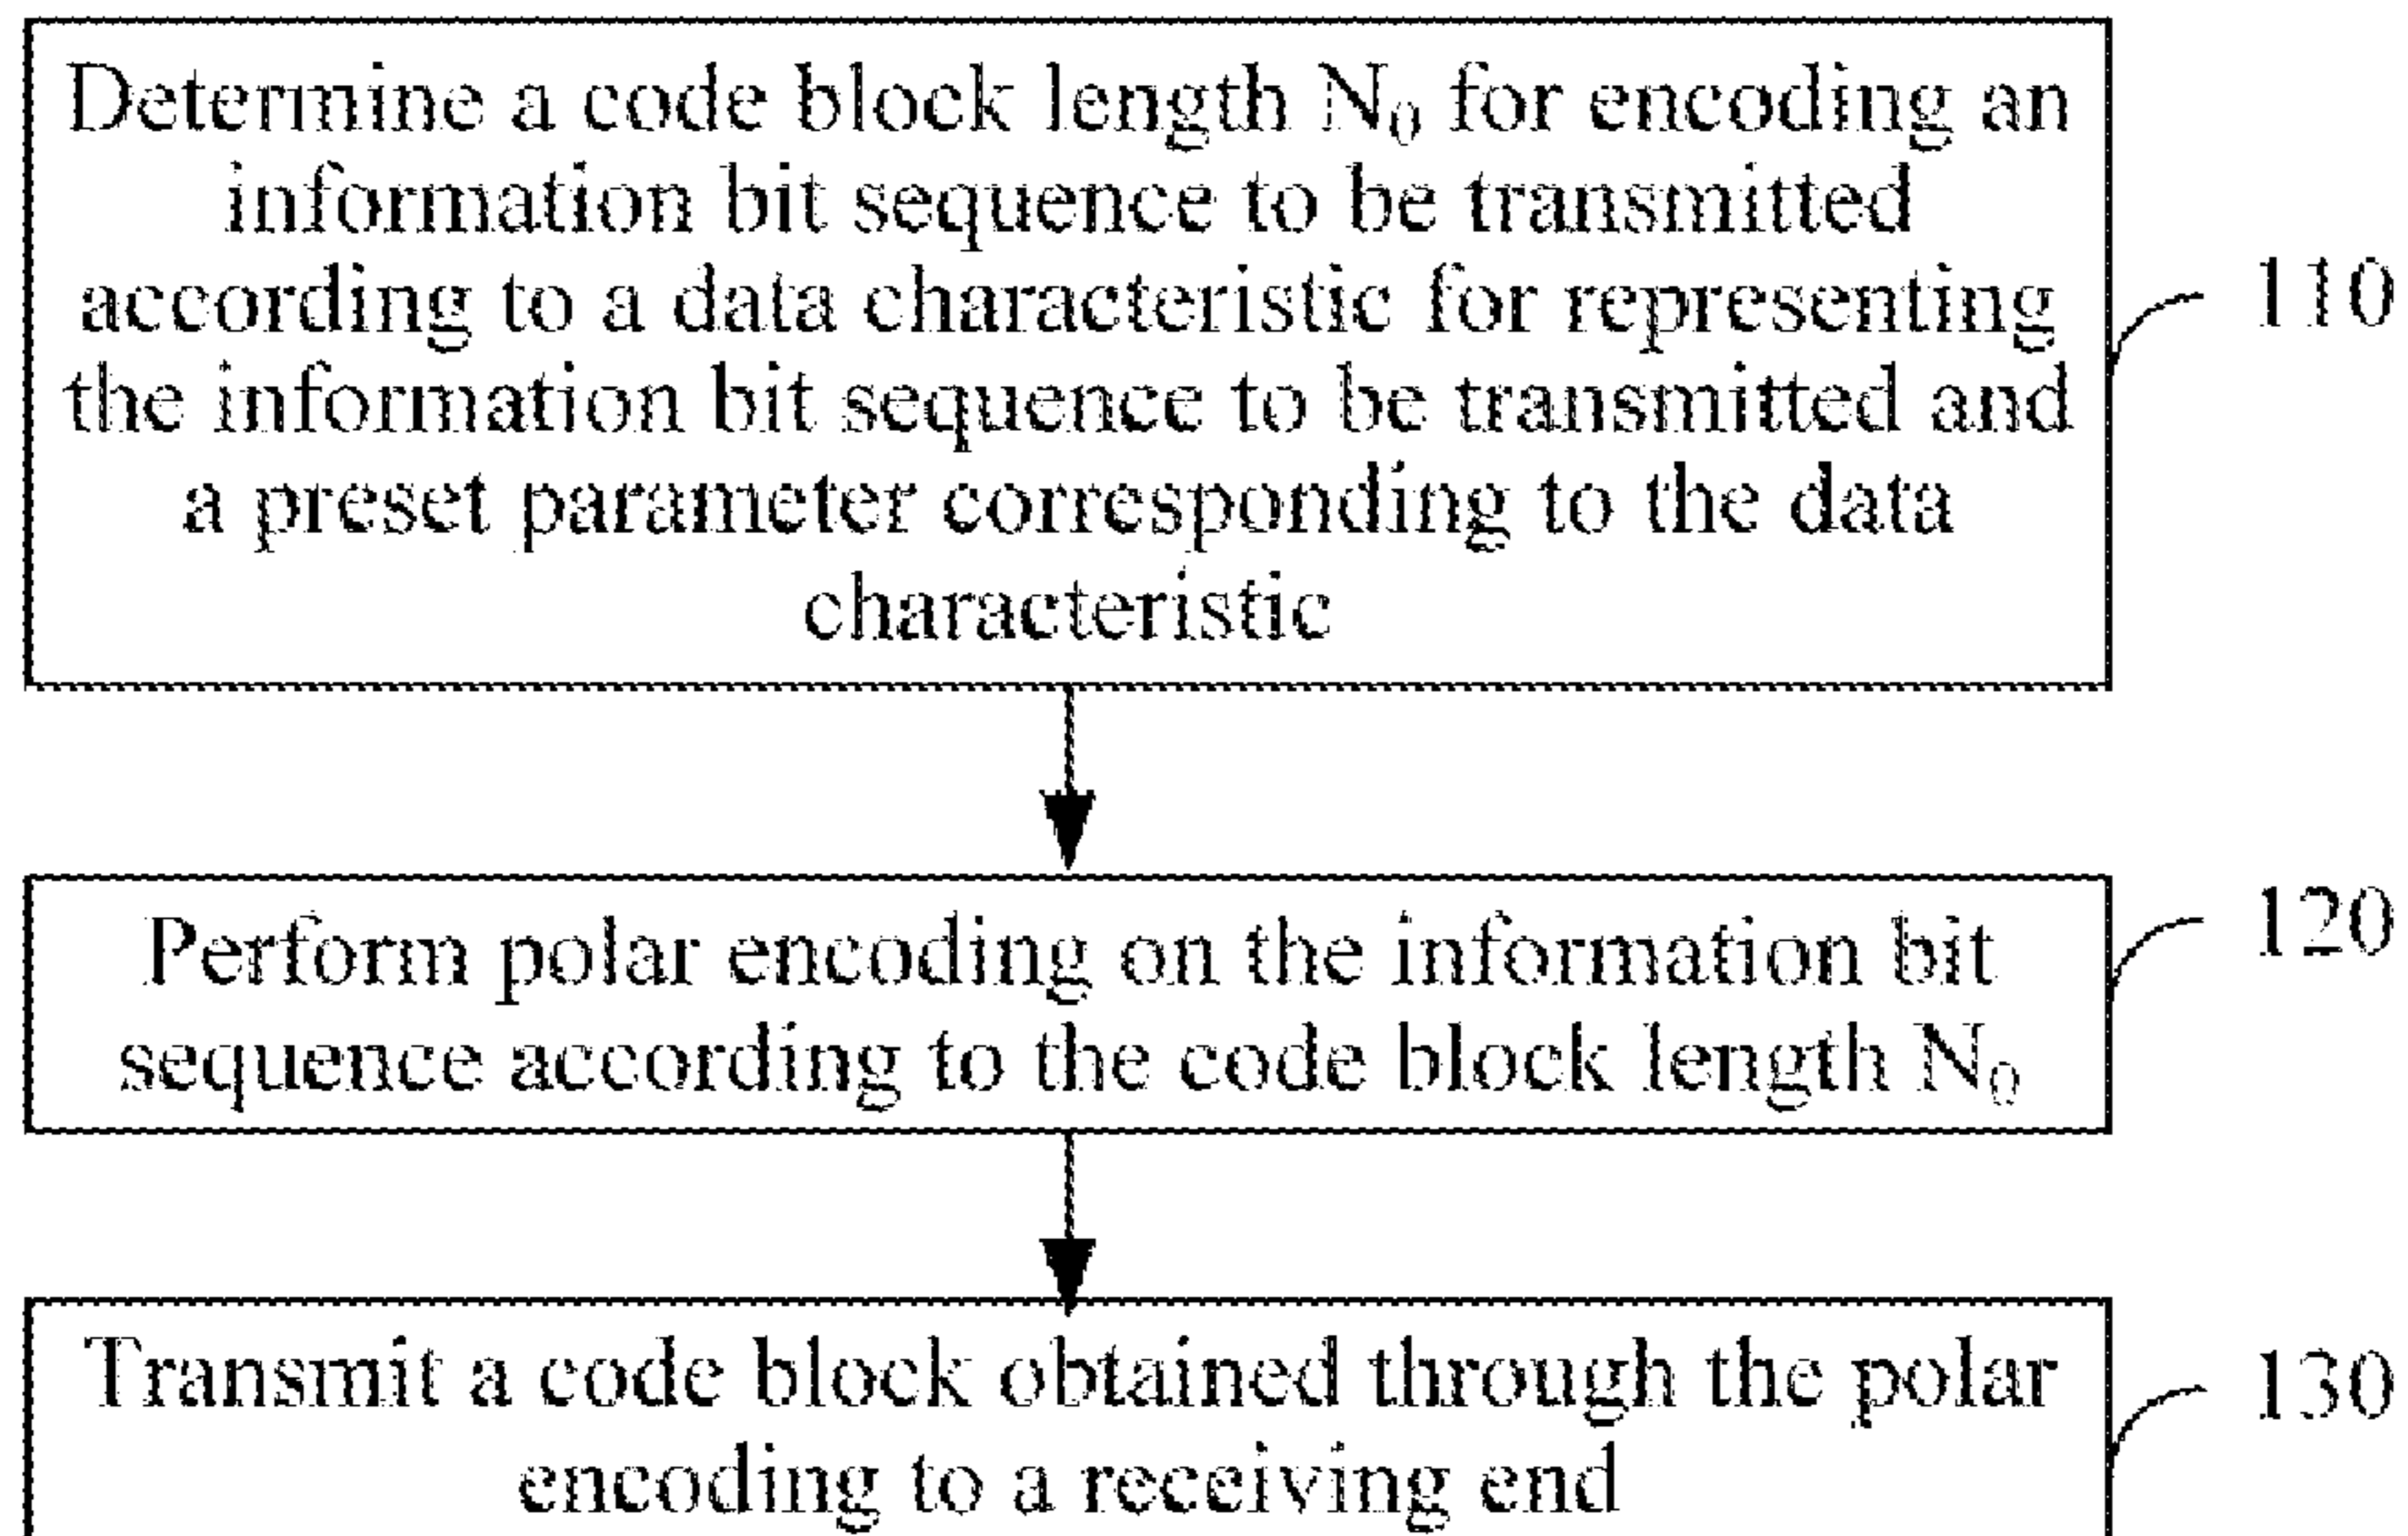 Determine a code block length N₀ for encoding an
information bit sequence to be transmitted
according to a data characteristic for representing
the information bit sequence to be transmitted and
a preset parameter corresponding to the data
characteristic
110
Perform polar encoding on the information bit
sequence according to the code block length N₀
120
Transmit a code block obtained through the polar
encoding to a receiving end
130